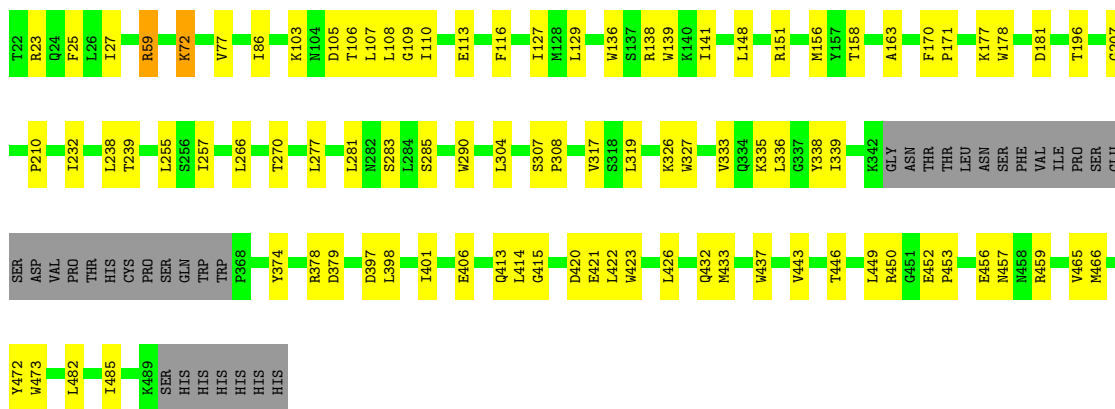 T22 R23 Q24 F25 L26 I27 R59 K72 V77 I86 K103 N104 D105 T106 L107 L108 G109 I110 E113 F116 I127 M128 L129 W136 S137 R138 W139 K140 I141 L148 R151 M156 Y157 T158 A163 F170 P171 K177 W178 D181 T196
P210 I232 L238 T239 L255 S256 I257 L266 T270 L277 L281 N282 S283 L284 S285 W290 L304 S307 P308 V317 S318 L319 K326 W327 V333 Q334 K335 L336 G337 Y338 I339 K342 GLY ASN THR THR LEU ASN SER PHE VAL ILE PRO SER
SER ASP VAL PRO THR HIS CYS PRO SER GLN TRP TRP P368 Y374 R378 D379 D397 L398 I401 E406 Q413 L414 G415 D420 E421 L422 W423 L426 Q432 M433 W437 V443 T446 L449 R450 G451 E452 P453 E456 N457 N458 R459 V465 M466
Y472 W473 L482 I485 K489 SER HIS HIS HIS HIS HIS HIS